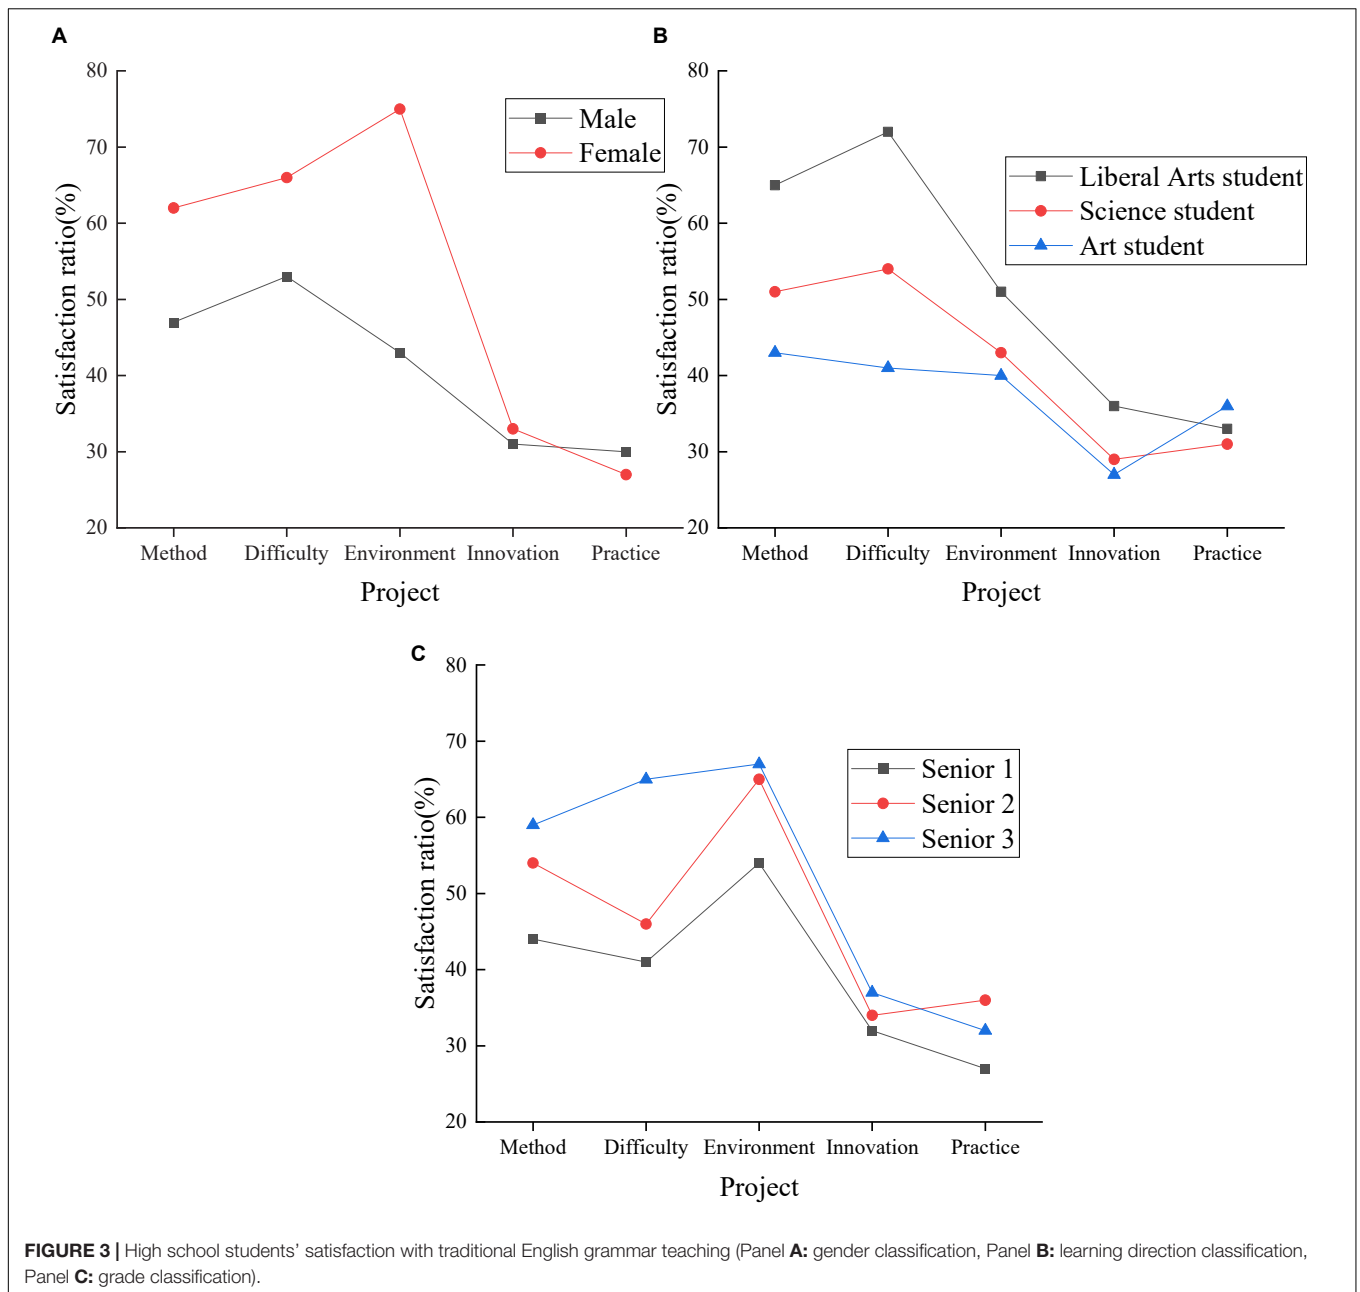 A
80
70
60
50
40
30
20
Satisfaction ratio(%)
Male
Female
Method Difficulty Environment Innovation Practice
Project
B
80
70
60
50
40
30
20
Satisfaction ratio(%)
Liberal Arts student
Science student
Art student
Method Difficulty Environment Innovation Practice
Project
C
80
70
60
50
40
30
20
Satisfaction ratio(%)
Senior 1
Senior 2
Senior 3
Method Difficulty Environment Innovation Practice
Project
FIGURE 3 | High school students’ satisfaction with traditional English grammar teaching (Panel A: gender classification, Panel B: learning direction classification,
Panel C: grade classification).